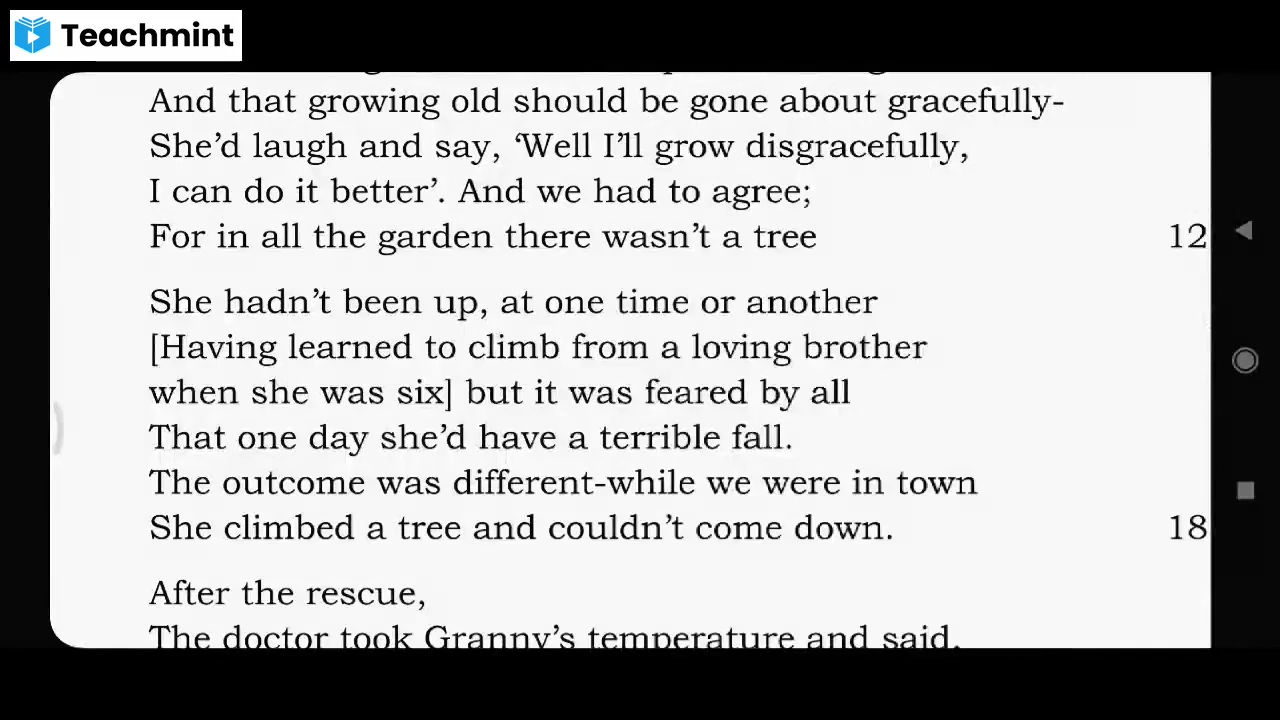 Teachmint
And that growing old should be gone about gracefully-
She’d laugh and say, ‘Well I’ll grow disgracefully,
I can do it better’. And we had to agree;
For in all the garden there wasn’t a tree
12
She hadn’t been up, at one time or another
[Having learned to climb from a loving brother
when she was six] but it was feared by all
That one day she’d have a terrible fall.
The outcome was different-while we were in town
She climbed a tree and couldn’t come down.
18
After the rescue,
The doctor took Granny’s temperature and said,